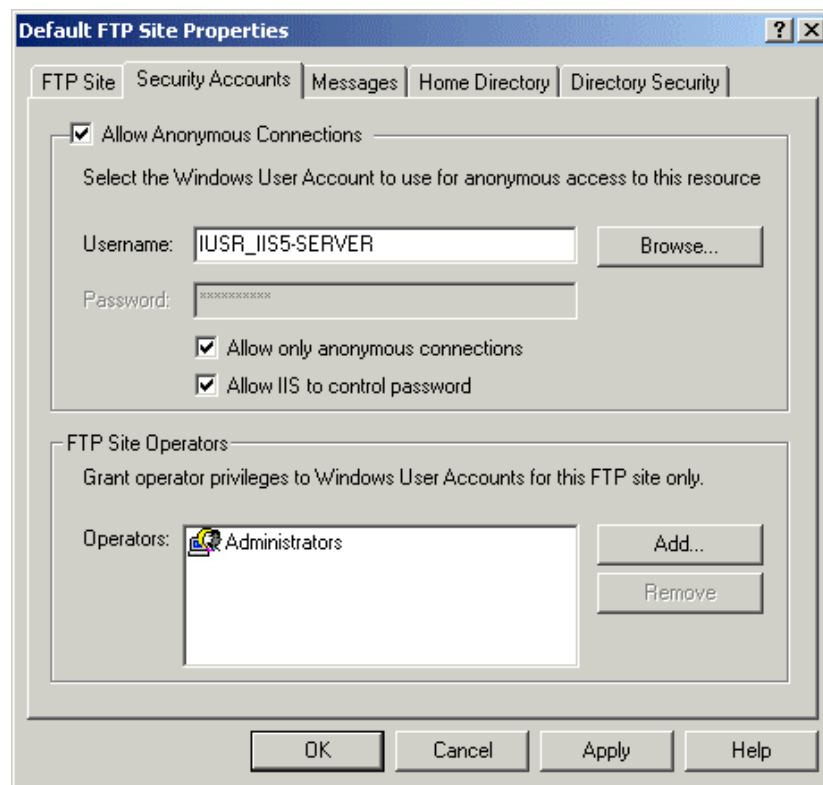 Default FTP Site Properties
FTP Site Security Accounts Messages Home Directory Directory Security
Allow Anonymous Connections
Select the Windows User Account to use for anonymous access to this resource
Username: IUSR_IIS5-SERVER Browse...
Password: **********
Allow only anonymous connections
Allow IIS to control password
FTP Site Operators
Grant operator privileges to Windows User Accounts for this FTP site only.
Operators: Administrators Add...
Remove
OK Cancel Apply Help